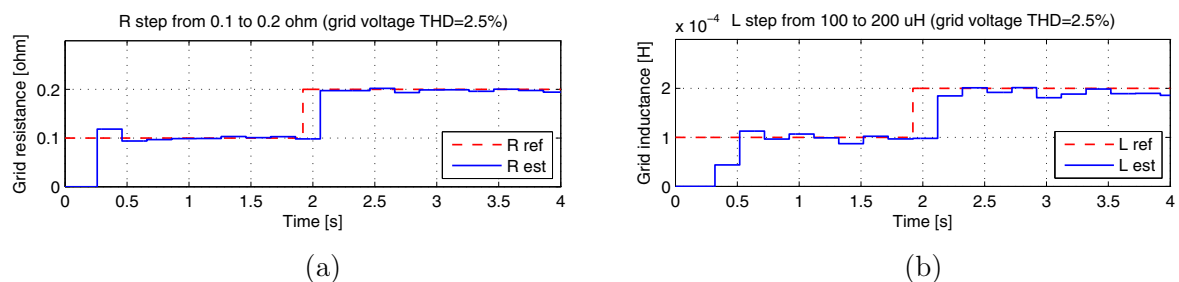 R step from 0.1 to 0.2 ohm (grid voltage THD=2.5%)
Grid resistance [ohm]
0.2
0.1
0
R ref
R est
0 0.5 1 1.5 2 2.5 3 3.5 4
Time [s]
(a)
x 10⁻⁴ L step from 100 to 200 uH (grid voltage THD=2.5%)
Grid inductance [H]
2
1
0
L ref
L est
0 0.5 1 1.5 2 2.5 3 3.5 4
Time [s]
(b)